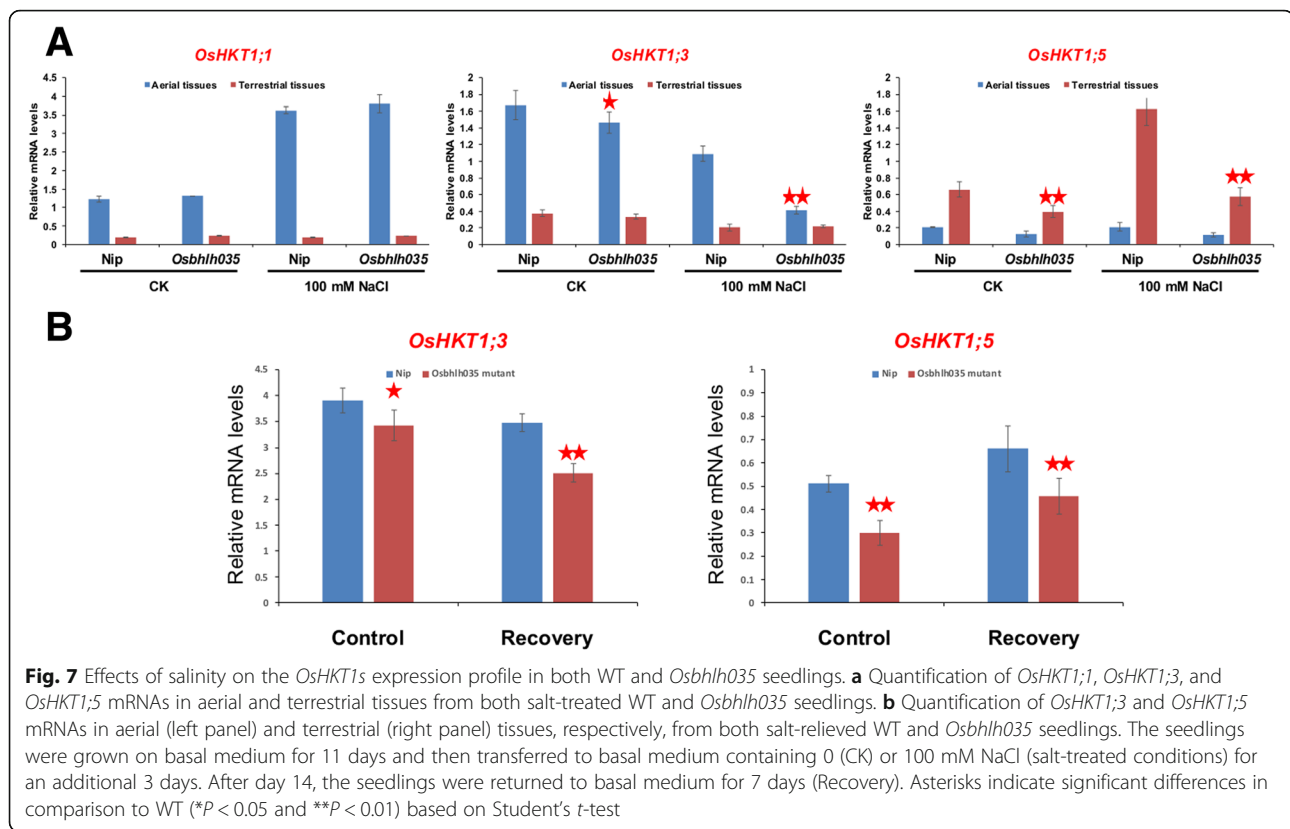 A
OsHKT1;1
Aerial tissues Terrestrial tissues
Relative mRNA levels
4.5
4
3.5
3
2.5
2
1.5
1
0.5
0
Nip Osbhlh035 Nip Osbhlh035
CK 100 mM NaCl
OsHKT1;3
Aerial tissues Terrestrial tissues
Relative mRNA levels
2
1.8
1.6
1.4
1.2
1
0.8
0.6
0.4
0.2
0
Nip Osbhlh035 Nip Osbhlh035
CK 100 mM NaCl
OsHKT1;5
Aerial tissues Terrestrial tissues
Relative mRNA levels
2
1.8
1.6
1.4
1.2
1
0.8
0.6
0.4
0.2
0
Nip Osbhlh035 Nip Osbhlh035
CK 100 mM NaCl
B
OsHKT1;3
Nip Osbhlh035 mutant
Relative mRNA levels
4.5
4
3.5
3
2.5
2
1.5
1
0.5
0
Control Recovery
OsHKT1;5
Nip Osbhlh035 mutant
Relative mRNA levels
1
0.9
0.8
0.7
0.6
0.5
0.4
0.3
0.2
0.1
0
Control Recovery
Fig. 7 Effects of salinity on the OsHKT1s expression profile in both WT and Osbhlh035 seedlings. a Quantification of OsHKT1;1, OsHKT1;3, and
OsHKT1;5 mRNAs in aerial and terrestrial tissues from both salt-treated WT and Osbhlh035 seedlings. b Quantification of OsHKT1;3 and OsHKT1;5
mRNAs in aerial (left panel) and terrestrial (right panel) tissues, respectively, from both salt-relieved WT and Osbhlh035 seedlings. The seedlings
were grown on basal medium for 11 days and then transferred to basal medium containing 0 (CK) or 100 mM NaCl (salt-treated conditions) for
an additional 3 days. After day 14, the seedlings were returned to basal medium for 7 days (Recovery). Asterisks indicate significant differences in
comparison to WT (*P < 0.05 and **P < 0.01) based on Student's t-test